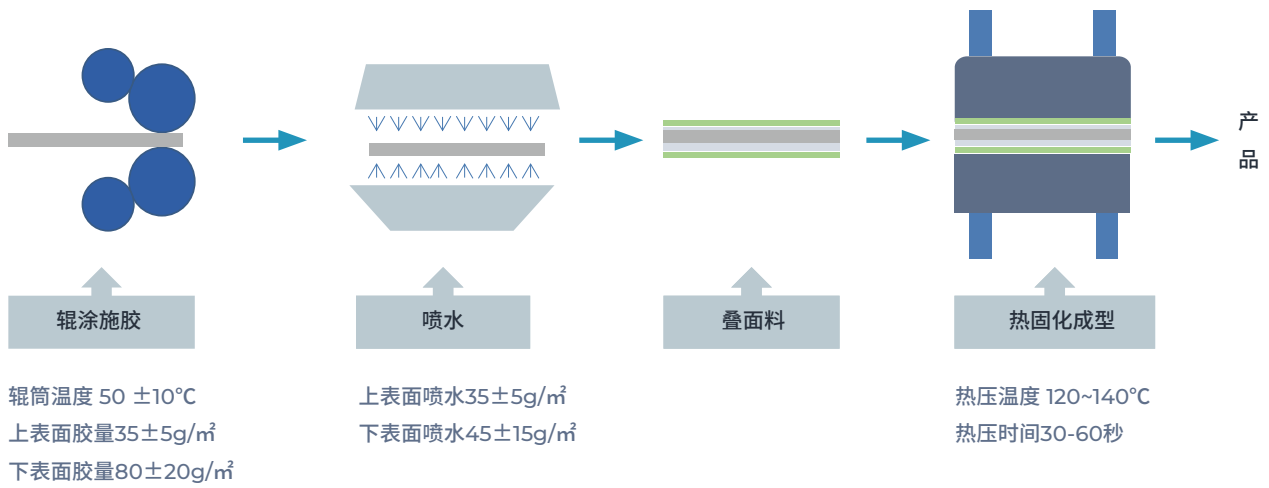 产
品
辊涂施胶
喷水
叠面料
热固化成型
辊筒温度 50 ±10℃
上表面胶量35±5g/㎡
下表面胶量80±20g/㎡
上表面喷水35±5g/㎡
下表面喷水45±15g/㎡
热压温度 120~140℃
热压时间30-60秒